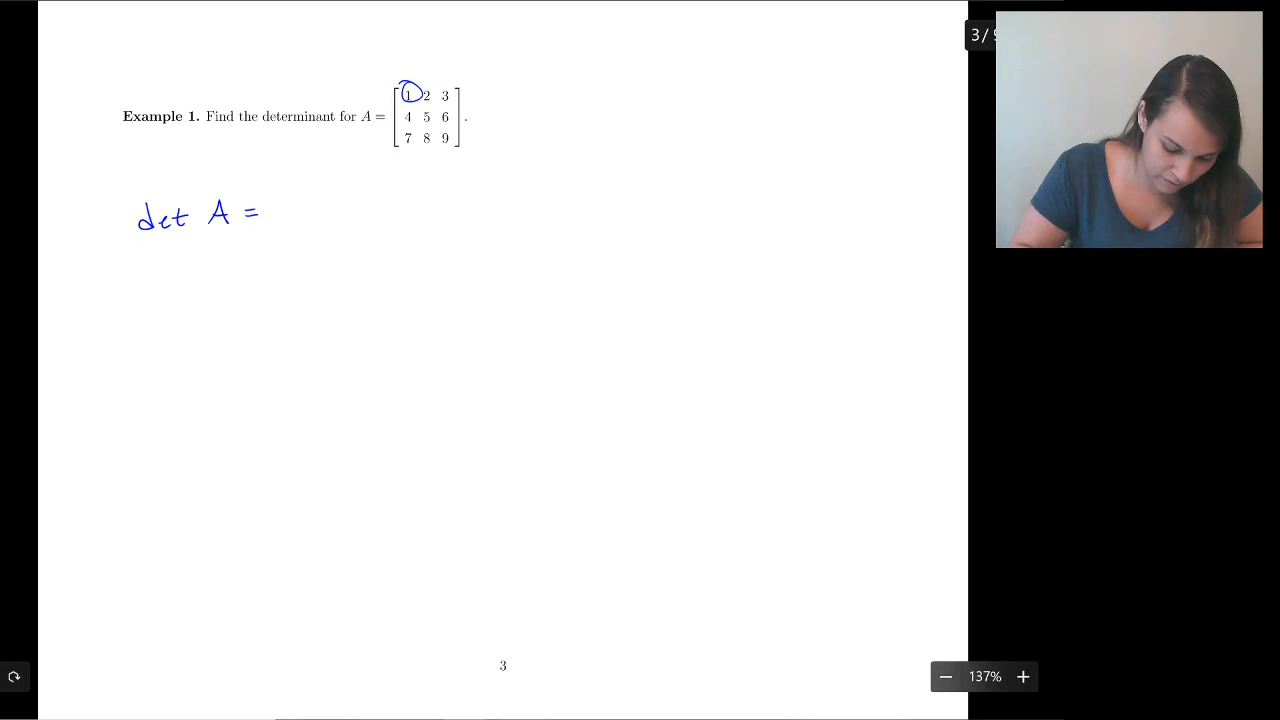 3 / 9
Example 1. Find the determinant for A = [ 1 2 3
4 5 6
7 8 9 ] .
det A =
3
137%